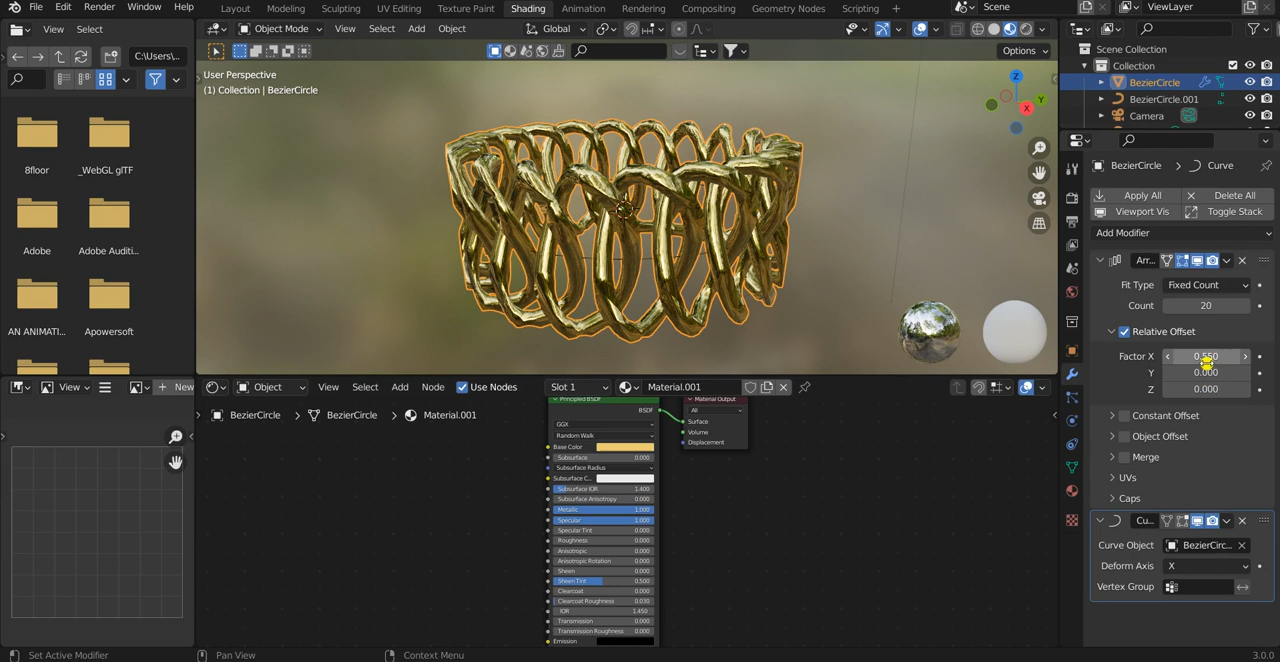 File Edit Render Window Help Layout Modeling Sculpting UV Editing Texture Paint Shading Animation Rendering Compositing Geometry Nodes Scripting + Scene ViewLayer
View Select
Object Mode View Select Add Object Global
C:\Users\...
Options
User Perspective
(1) Collection | BezierCircle
Z
Y
X
8floor _WebGL glTF
Adobe Adobe Auditi...
AN ANIMATI... Apowersoft
Scene Collection
Collection
BezierCircle
BezierCircle.001
Camera
BezierCircle > Curve
Apply All Delete All
Viewport Vis Toggle Stack
Add Modifier
Arr...
Fit Type Fixed Count
Count 20
Relative Offset
Factor X 0.550
Y 0.000
Z 0.000
Constant Offset
Object Offset
Merge
UVs
Caps
Cu...
Curve Object BezierCirc...
Deform Axis X
Vertex Group
View + New
Object View Select Add Node Use Nodes Slot 1 Material.001
BezierCircle > BezierCircle > Material.001
Principled BSDF
BSDF
GGX
Random Walk
Base Color
Subsurface 0.000
Subsurface Radius
Subsurface C...
Subsurface IOR 1.400
Subsurface Anisotropy 0.000
Metallic 1.000
Specular 1.000
Specular Tint 0.000
Roughness 0.000
Anisotropic 0.000
Anisotropic Rotation 0.000
Sheen 0.000
Sheen Tint 0.500
Clearcoat 0.000
Clearcoat Roughness 0.030
IOR 1.450
Transmission 0.000
Transmission Roughness 0.000
Emission
Material Output
All
Surface
Volume
Displacement
Set Active Modifier Pan View Context Menu 3.0.0